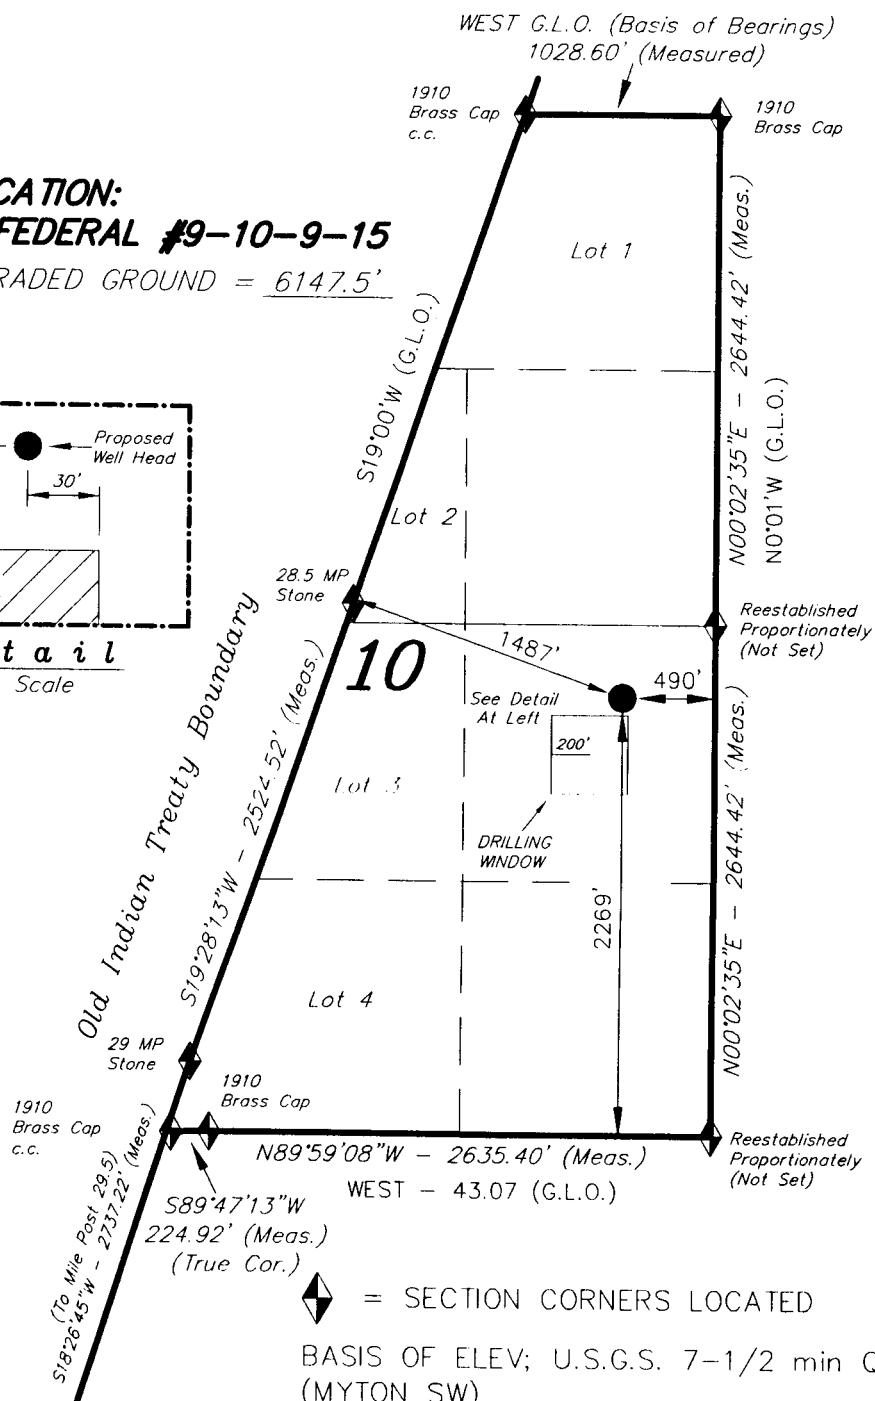 WEST G.L.O. (Basis of Bearings)
1028.60' (Measured)
1910
Brass Cap
c.c.
1910
Brass Cap
CATION:
FEDERAL #9-10-9-15
RADED GROUND = 6147.5'
Lot 1
S19°00'W (G.L.O.)
N00°02'35"E - 2644.42' (Meas.)
N0°01'W (G.L.O.)
Proposed
Well Head
30'
tail
Scale
Lot 2
28.5 MP
Stone
Reestablished
Proportionately
(Not Set)
10
1487'
490'
See Detail
At Left
200'
Lot 3
DRILLING
WINDOW
2269'
Old Indian Treaty Boundary
S19°28'13"W - 2524.52' (Meas.)
N00°02'35"E - 2644.42' (Meas.)
Lot 4
29 MP
Stone
1910
Brass Cap
1910
Brass Cap
c.c.
N89°59'08"W - 2635.40' (Meas.)
WEST - 43.07 (G.L.O.)
Reestablished
Proportionately
(Not Set)
S89°47'13"W
224.92' (Meas.)
(True Cor.)
(To Mile Post 29.5)
S18°26'45"W - 2737.22' (Meas.)
= SECTION CORNERS LOCATED
BASIS OF ELEV; U.S.G.S. 7-1/2 min Q
(MYTON SW)